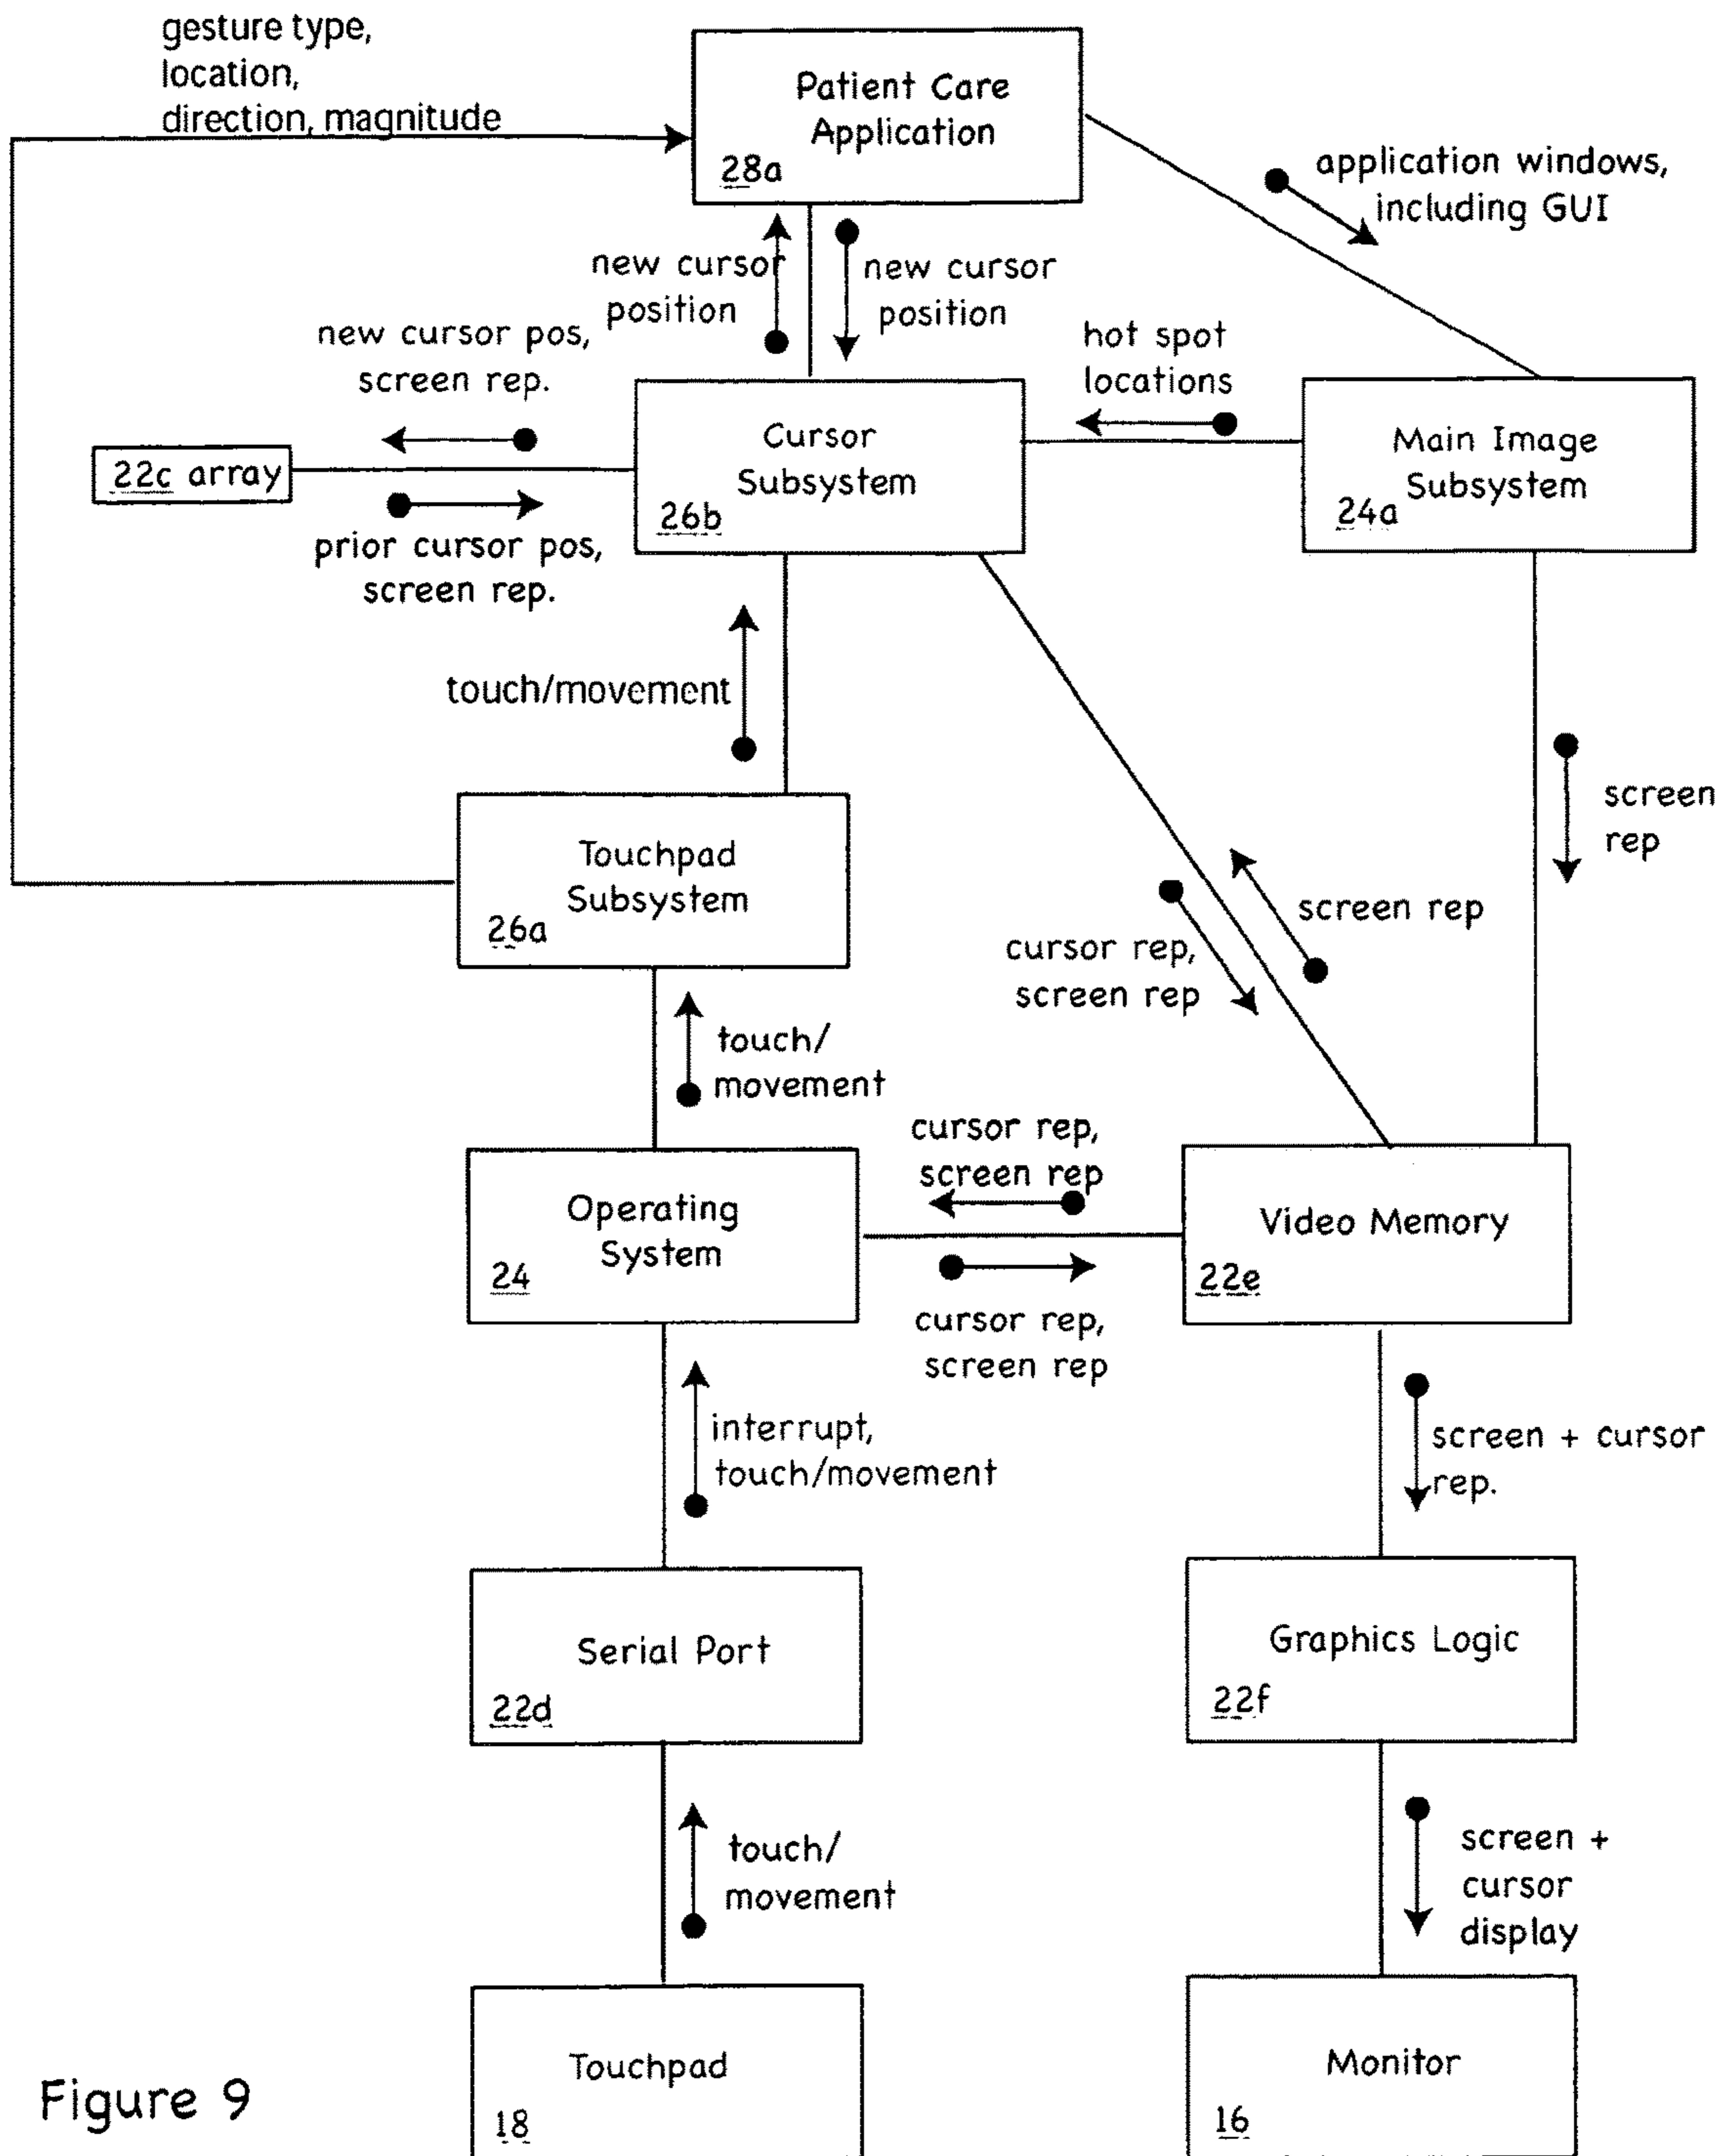 gesture type,
location,
direction, magnitude
Patient Care
Application
28a
application windows,
including GUI
new cursor
position
new cursor
position
new cursor pos,
screen rep.
hot spot
locations
22c array
Cursor
Subsystem
26b
Main Image
Subsystem
24a
prior cursor pos,
screen rep.
touch/movement
screen
rep
Touchpad
Subsystem
26a
screen rep
cursor rep,
screen rep
touch/
movement
cursor rep,
screen rep
Operating
System
24
Video Memory
22e
cursor rep,
screen rep
interrupt,
touch/movement
screen + cursor
rep.
Serial Port
22d
Graphics Logic
22f
touch/
movement
screen +
cursor
display
Touchpad
18
Monitor
16
Figure 9